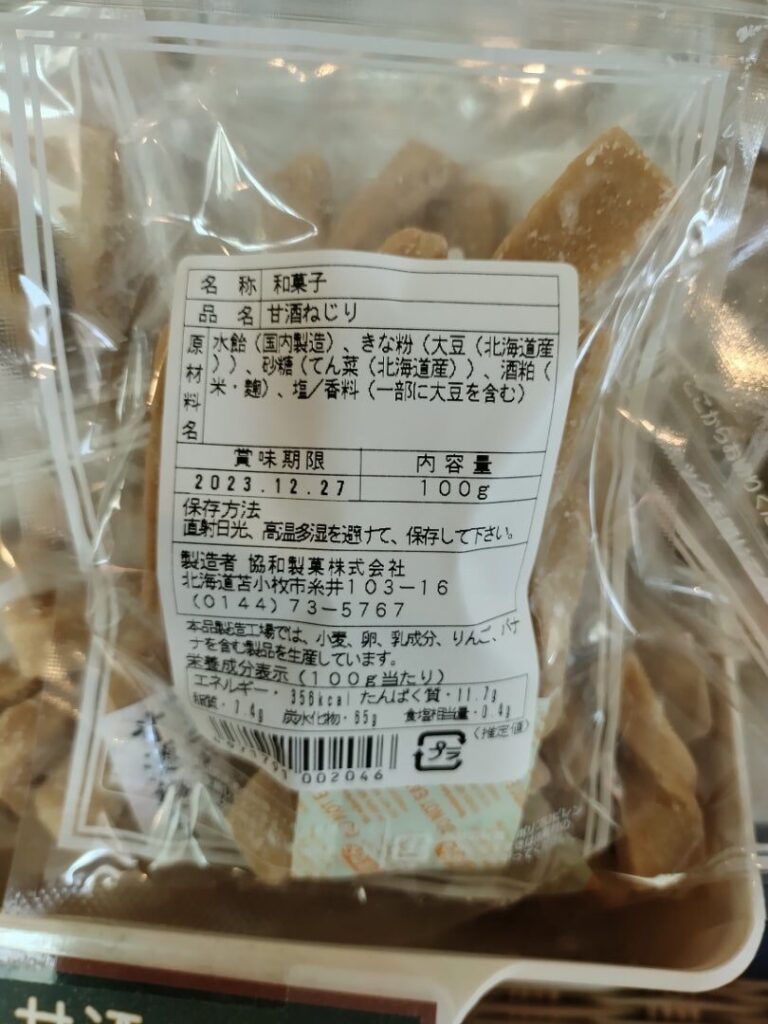 名称 和菓子
品名 甘酒ねじり
原材料名 水飴（国内製造）、きな粉（大豆（北海道産
））、砂糖（てん菜（北海道産））、酒粕（
米・麹）、塩／香料（一部に大豆を含む）
賞味期限 内容量
2023.12.27 100g
保存方法
直射日光、高温多湿を避けて、保存して下さい。
製造者 協和製菓株式会社
北海道苫小牧市糸井103-16
（0144）73-5767
本品製造工場では、小麦、卵、乳成分、りんご、バナ
ナを含む製品を生産しています。
栄養成分表示（100g当たり）
エネルギー・356kcal たんぱく質・11.7g
脂質・7.4g 炭水化物・65g 食塩相当量・0.4g
（推定値）
002046
プラ
甘酒